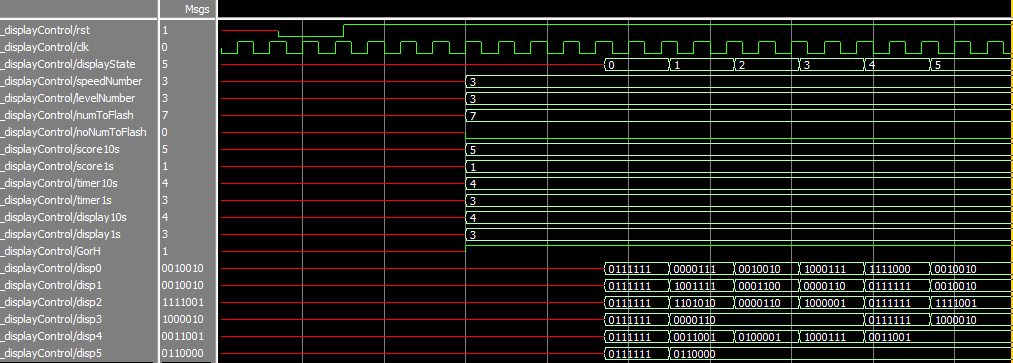 Msgs
_displayControl/rst 1
_displayControl/clk 0
_displayControl/displayState 5 0 1 2 3 4 5
_displayControl/speedNumber 3 3
_displayControl/levelNumber 3 3
_displayControl/numToFlash 7 7
_displayControl/noNumToFlash 0
_displayControl/score10s 5 5
_displayControl/score1s 1 1
_displayControl/timer10s 4 4
_displayControl/timer1s 3 3
_displayControl/display10s 4 4
_displayControl/display1s 3 3
_displayControl/GorH 1
_displayControl/disp0 0010010 0111111 0000111 0010010 1000111 1111000 0010010
_displayControl/disp1 0010010 0111111 1001111 0001100 0000110 0111111 0010010
_displayControl/disp2 1111001 0111111 1101010 0000110 1000001 0111111 1111001
_displayControl/disp3 1000010 0111111 0000110 0111111 1000010
_displayControl/disp4 0011001 0111111 0011001 0100001 1000111 0011001
_displayControl/disp5 0110000 0111111 0110000